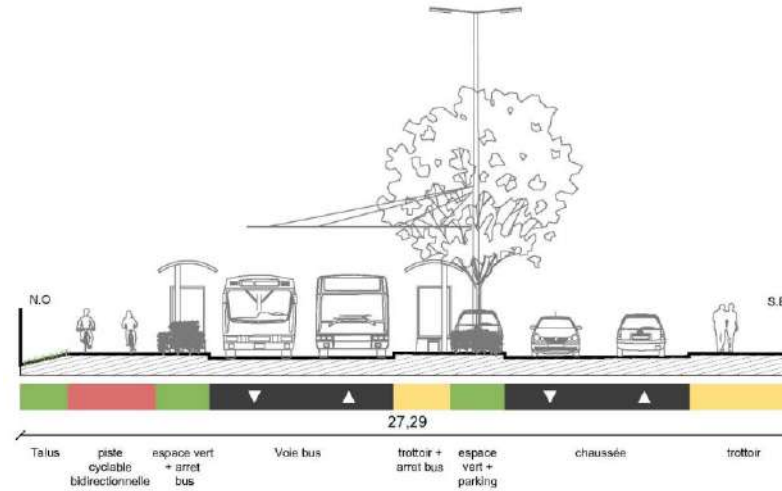 N.O
S.E
27,29
Talus
piste
cyclable
bidirectionnelle
espace vert
+ arret
bus
Voie bus
trottoir +
arret bus
espace
vert +
parking
chaussée
trottoir